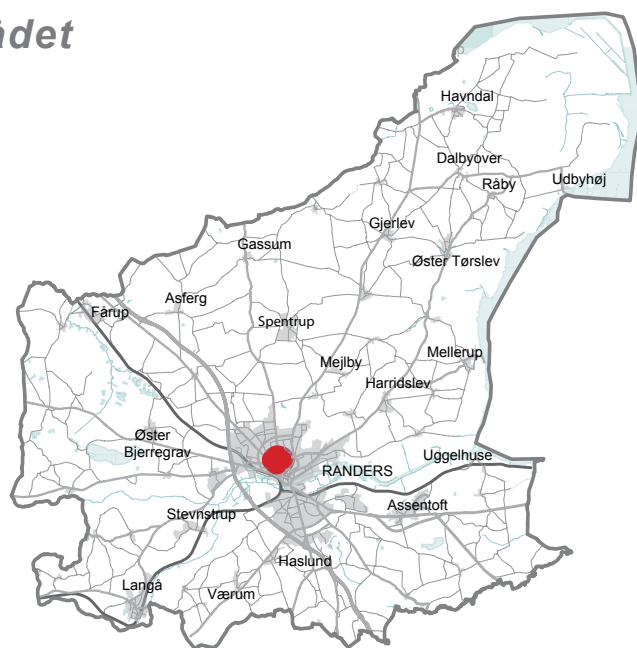 ådet
Havndal
Dalbyover
Råby
Udbyhøj
Gjerlev
Gassum
Øster Tørslev
Asferg
Fårup
Spentrup
Mejlby
Mellerup
Harridslev
Øster
Bjerregrav
Uggelhuse
RANDERS
Assentoft
Stevnstrup
Haslund
Langå
Værum